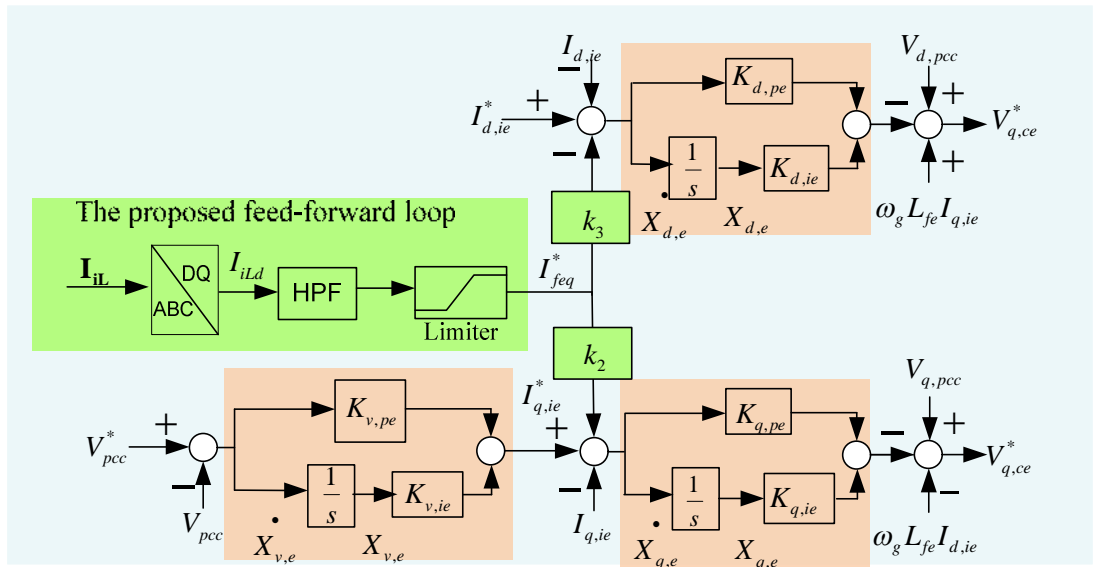 I_{d,ie}
V_{d,pcc}
K_{d,pe}
I^*_{d,ie} + − − − + +
V^*_{q,ce}
1/s
K_{d,ie}
\dot{X}_{d,e} X_{d,e}
ω_g L_{fe} I_{q,ie}
The proposed feed-forward loop
k_3
I_{iL}
DQ
ABC
I_{iLd}
HPF
Limiter
I^*_{feq}
k_2
V_{q,pcc}
I^*_{q,ie}
K_{v,pe}
K_{q,pe}
V^*_{pcc} + − + − − + −
V^*_{q,ce}
1/s
K_{v,ie}
1/s
K_{q,ie}
V_{pcc}
I_{q,ie}
\dot{X}_{v,e} X_{v,e}
\dot{X}_{q,e} X_{q,e}
ω_g L_{fe} I_{d,ie}